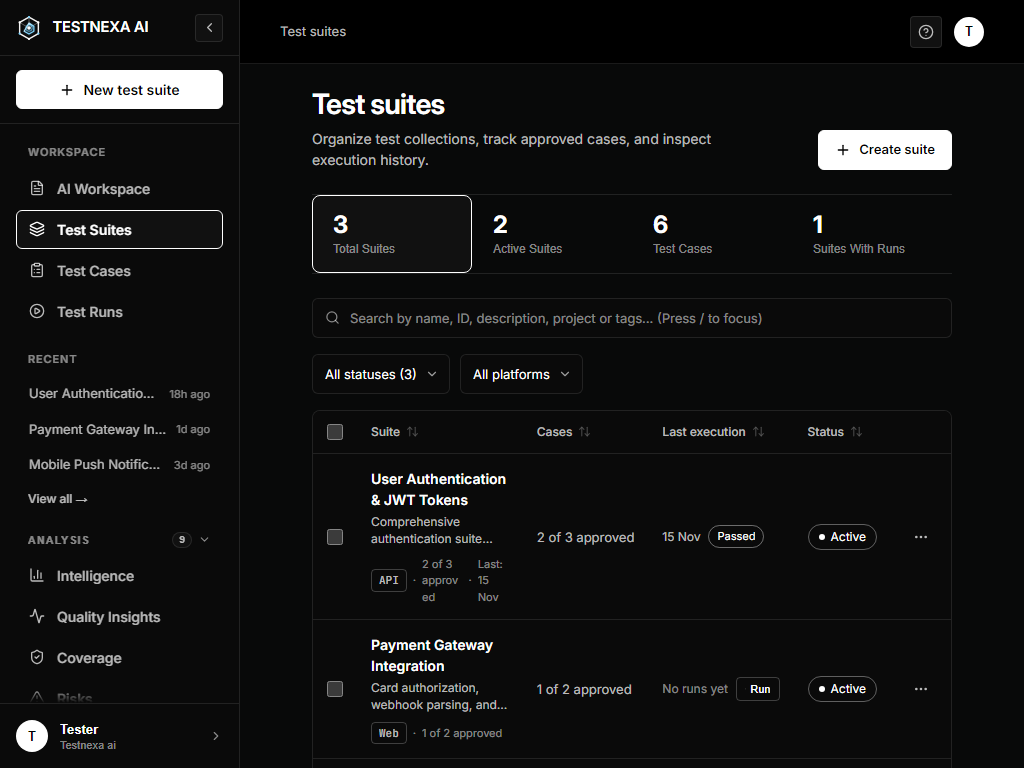 TESTNEXA AI
New test suite
WORKSPACE
AI Workspace
Test Suites
Test Cases
Test Runs
RECENT
User Authenticatio... 18h ago
Payment Gateway In... 1d ago
Mobile Push Notific... 3d ago
View all →
ANALYSIS 9
Intelligence
Quality Insights
Coverage
Risks
T Tester
Testnexa ai
Test suites
T
Test suites
Organize test collections, track approved cases, and inspect
execution history.
Create suite
3
Total Suites
2
Active Suites
6
Test Cases
1
Suites With Runs
Search by name, ID, description, project or tags... (Press / to focus)
All statuses (3) All platforms
Suite Cases Last execution Status
User Authentication
& JWT Tokens
Comprehensive
authentication suite...
API · 2 of 3
approv
ed
· Last:
15
Nov
2 of 3 approved 15 Nov Passed Active
Payment Gateway
Integration
Card authorization,
webhook parsing, and...
Web · 1 of 2 approved
1 of 2 approved No runs yet Run Active